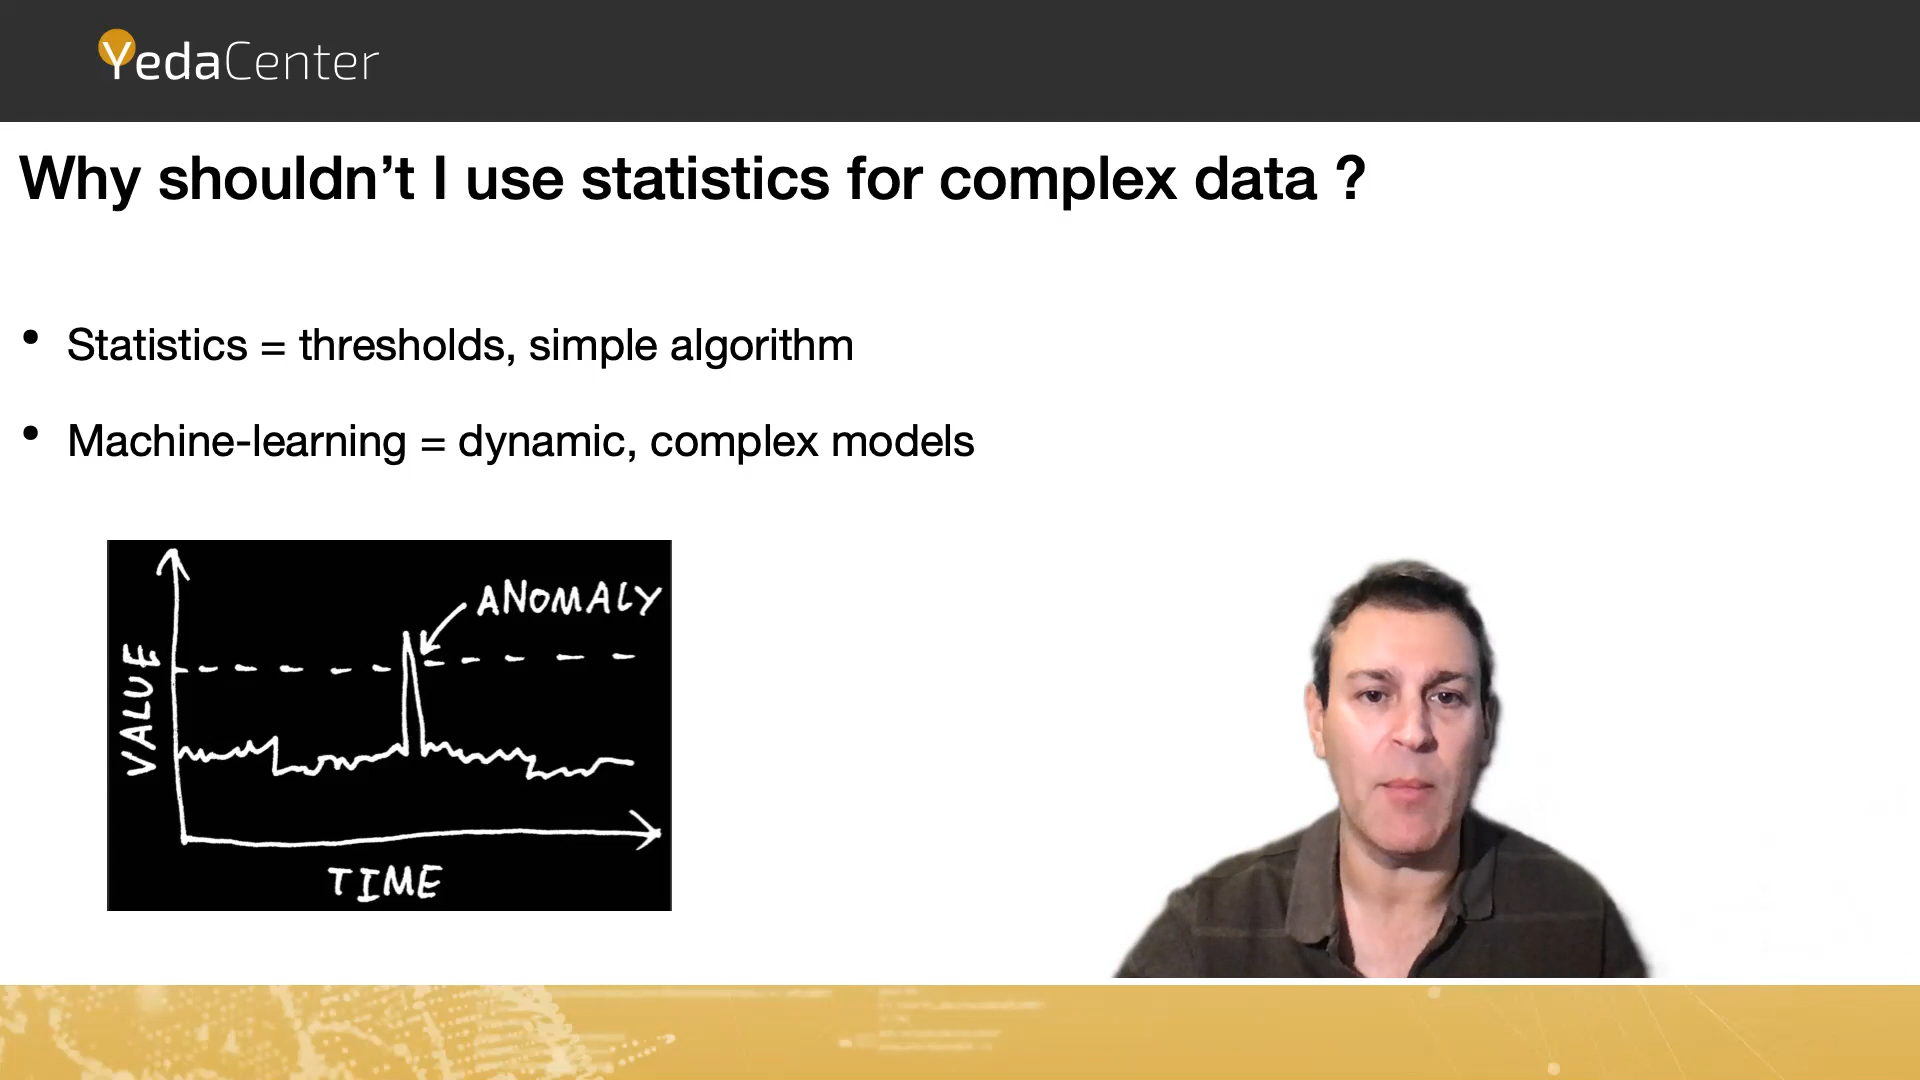 YedaCenter
Why shouldn’t I use statistics for complex data ?
• Statistics = thresholds, simple algorithm
• Machine-learning = dynamic, complex models
ANOMALY
VALUE
TIME